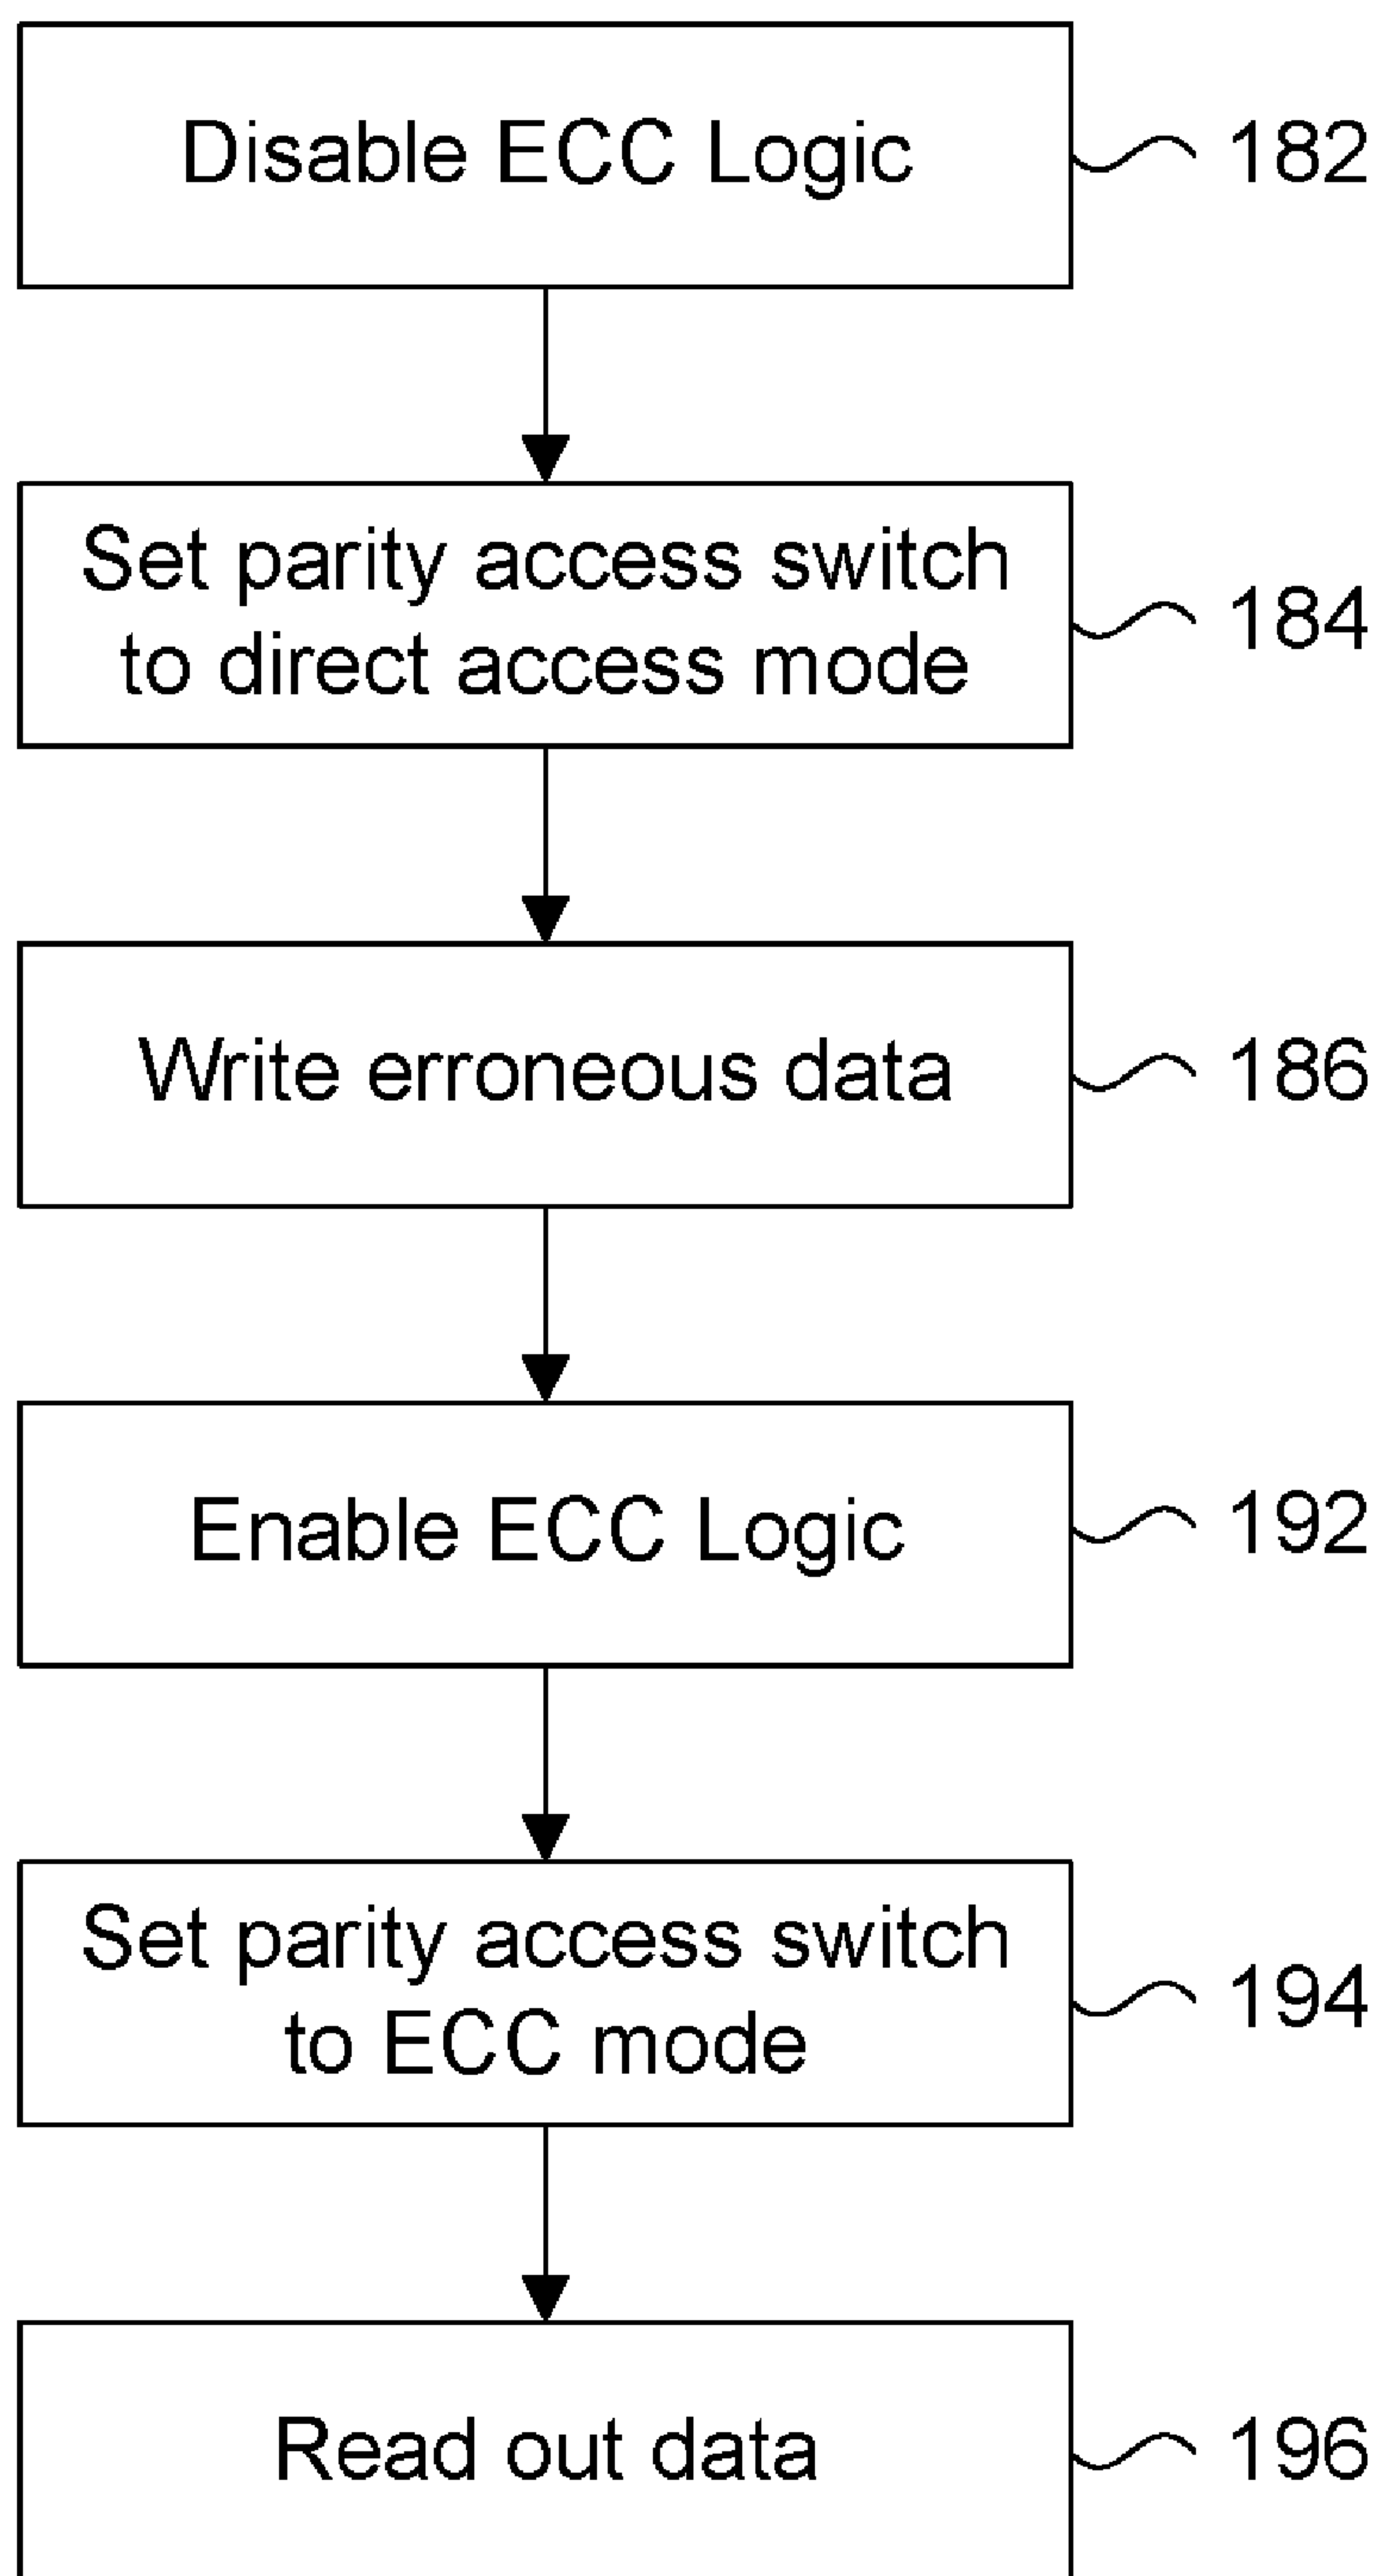 Disable ECC Logic
182
Set parity access switch
to direct access mode
184
Write erroneous data
186
Enable ECC Logic
192
Set parity access switch
to ECC mode
194
Read out data
196